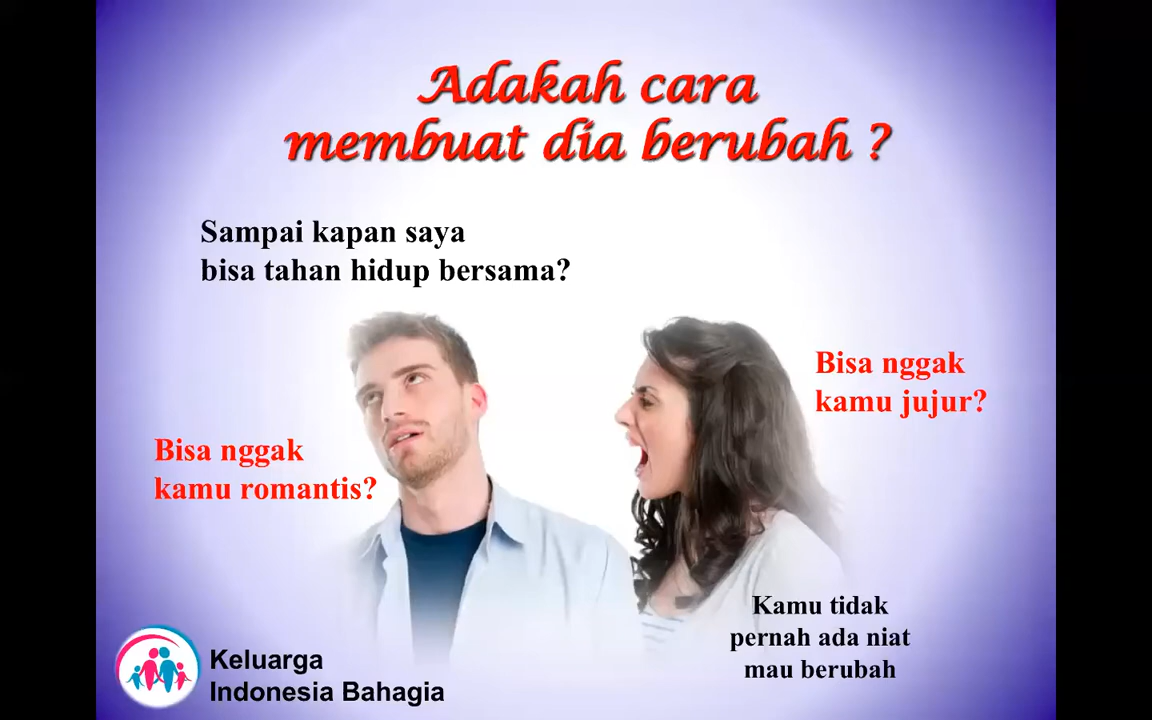 Adakah cara
membuat dia berubah ?
Sampai kapan saya
bisa tahan hidup bersama?
Bisa nggak
kamu jujur?
Bisa nggak
kamu romantis?
Kamu tidak
pernah ada niat
mau berubah
Keluarga
Indonesia Bahagia